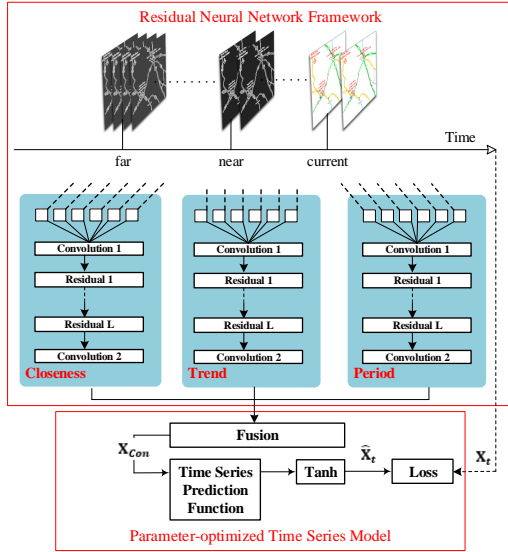 Residual Neural Network Framework
Time
far
near
current
Convolution 1
Residual 1
Residual L
Convolution 2
Closeness
Convolution 1
Residual 1
Residual L
Convolution 2
Trend
Convolution 1
Residual 1
Residual L
Convolution 2
Period
Fusion
X_Con
Time Series
Prediction
Function
Tanh
X̂_t
Loss
X_t
Parameter-optimized Time Series Model